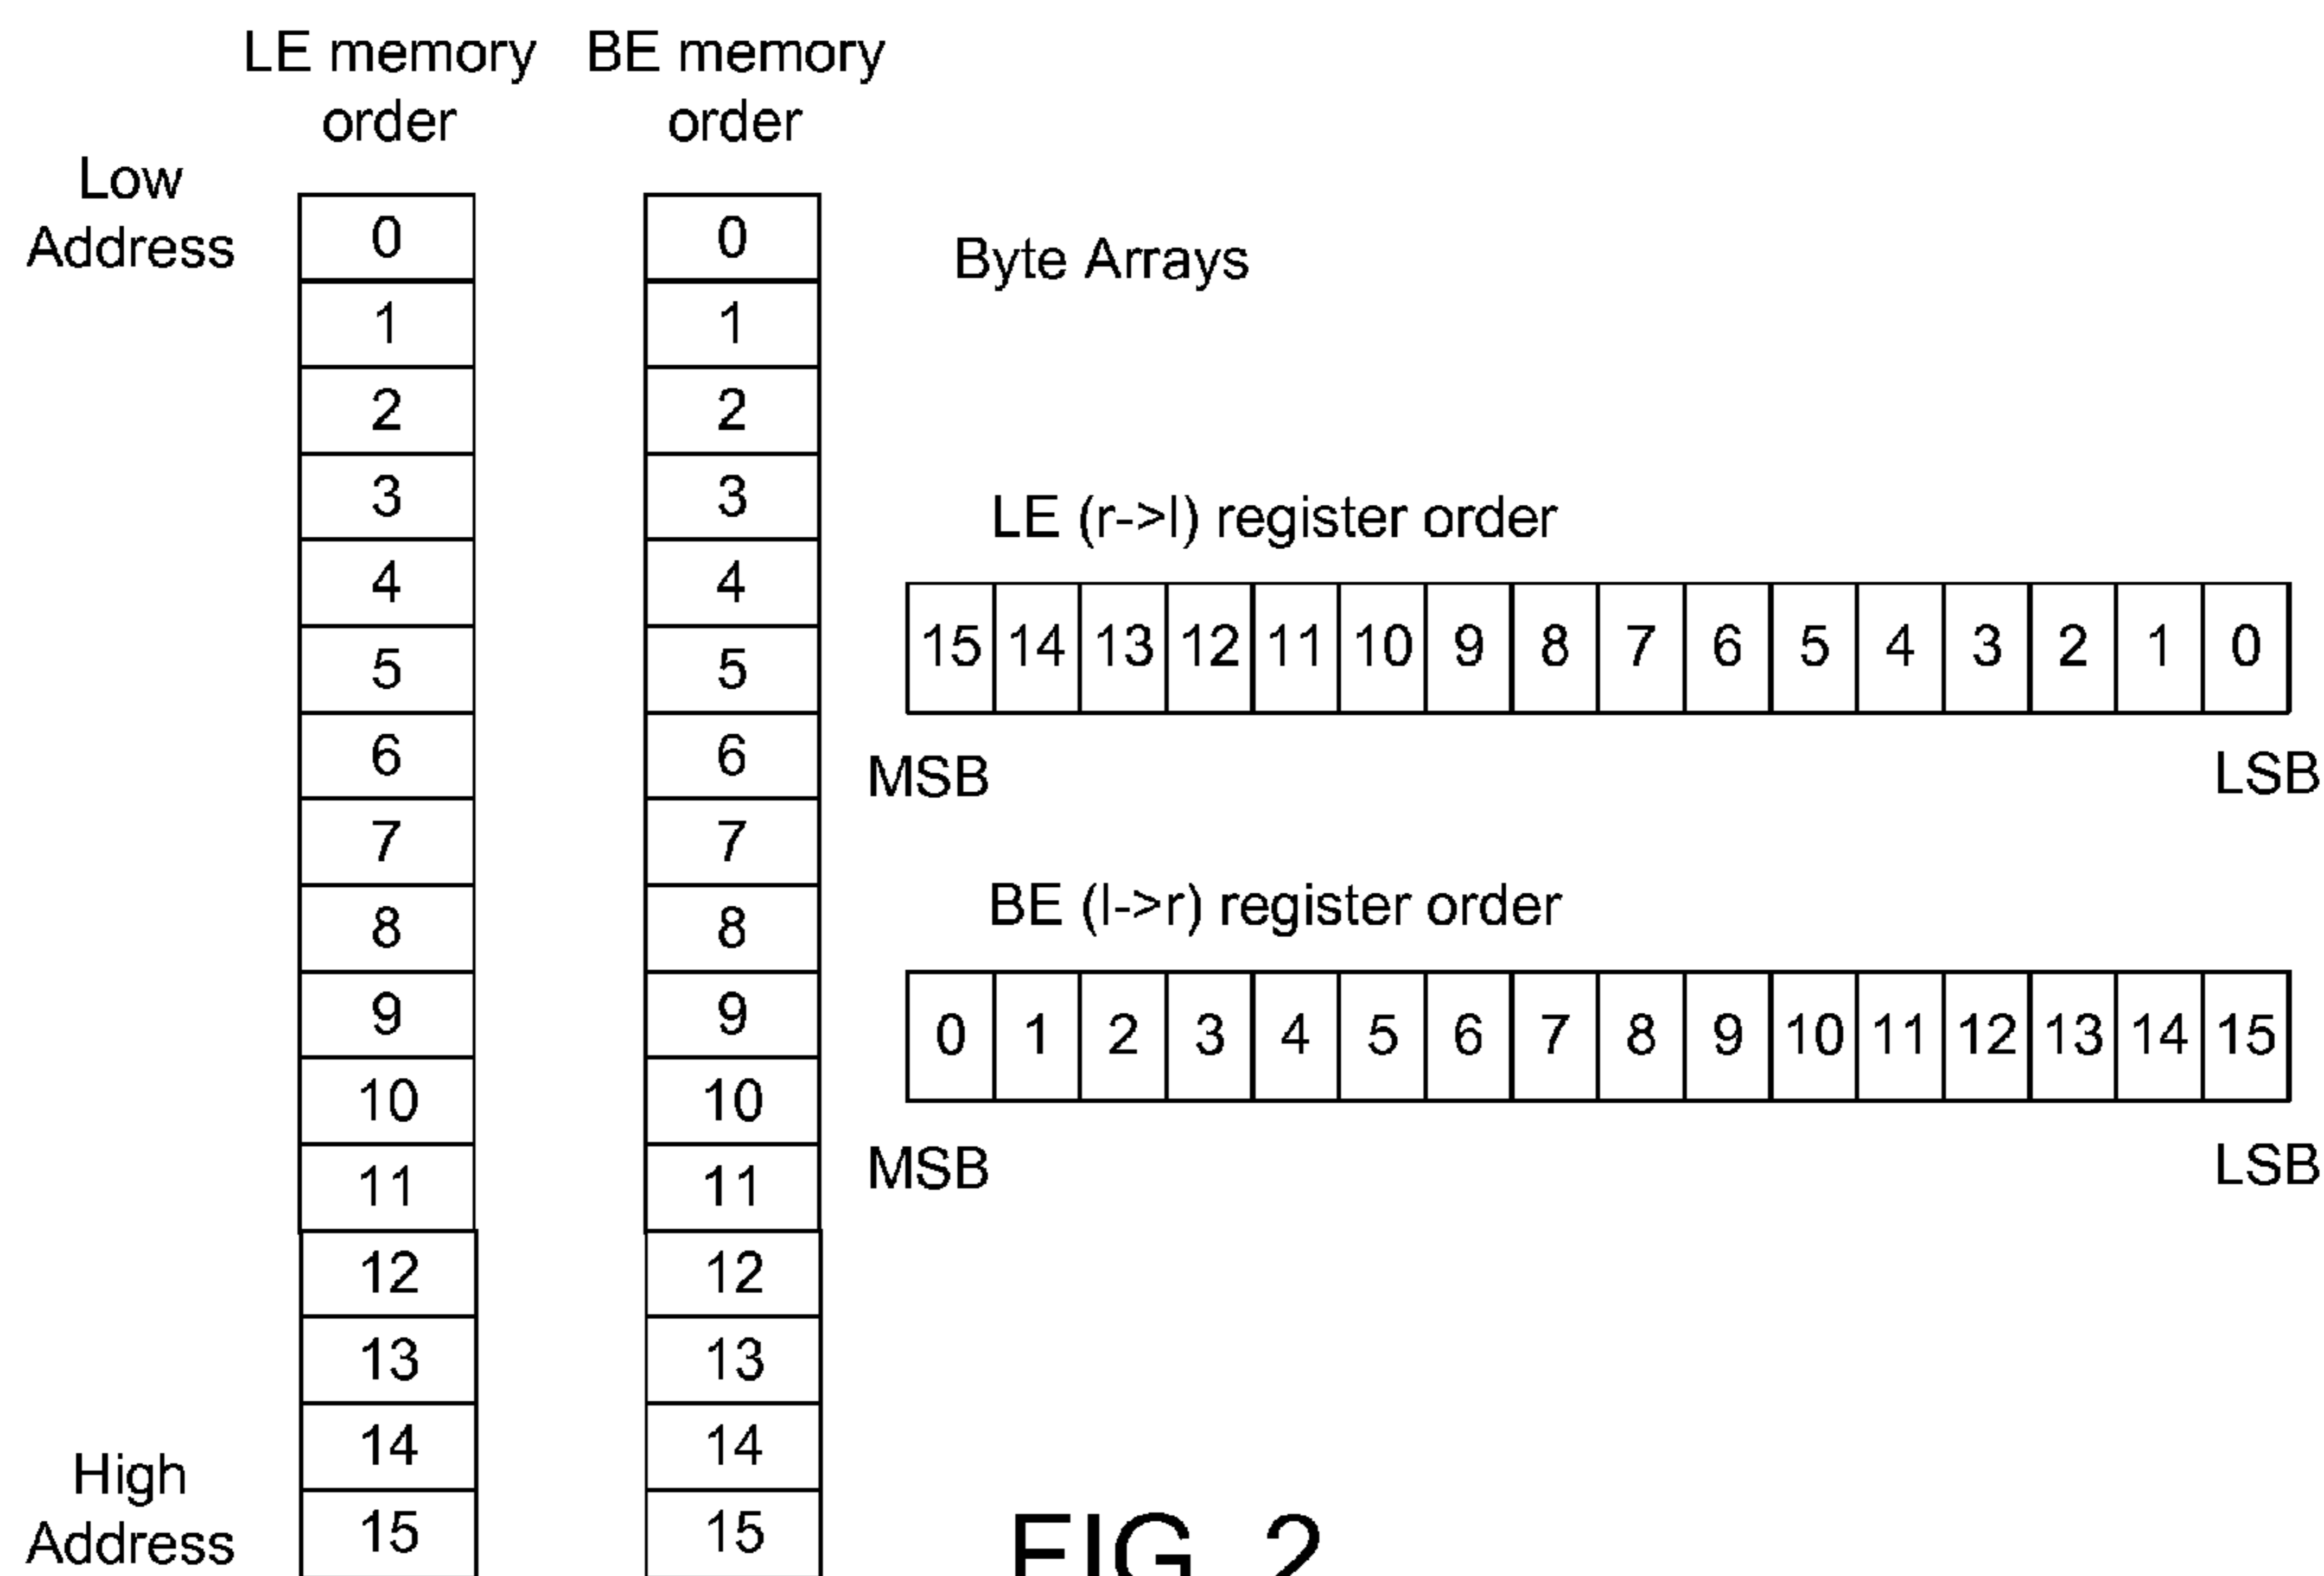 LE memory order
BE memory order
Low Address
0 0
1 1
2 2
3 3
4 4
5 5
6 6
7 7
8 8
9 9
10 10
11 11
12 12
13 13
14 14
15 15
High Address
Byte Arrays
LE (r->l) register order
15 14 13 12 11 10 9 8 7 6 5 4 3 2 1 0
MSB LSB
BE (l->r) register order
0 1 2 3 4 5 6 7 8 9 10 11 12 13 14 15
MSB LSB
FIG. 2